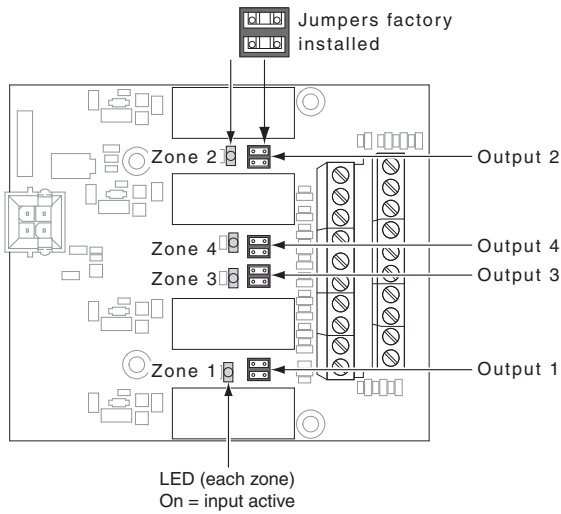 Jumpers factory
installed
Zone 2
Output 2
Zone 4
Output 4
Zone 3
Output 3
Zone 1
Output 1
LED (each zone)
On = input active